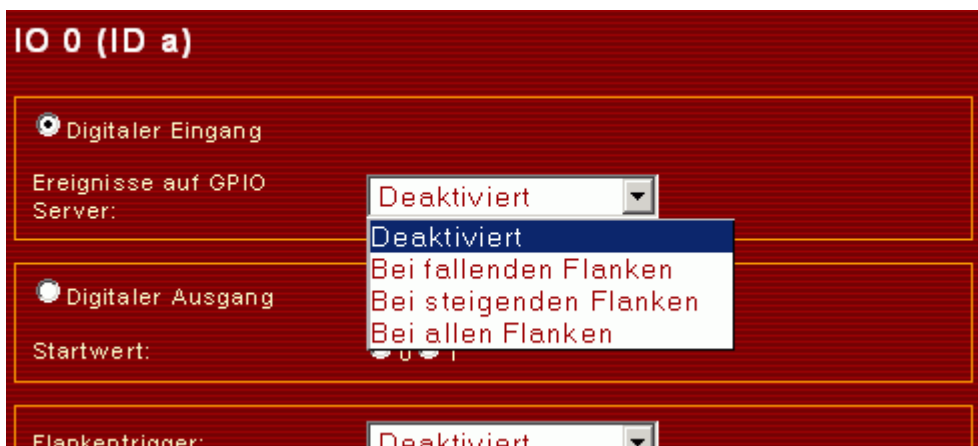 IO 0 (ID a)
Digitaler Eingang
Ereignisse auf GPIO
Server:
Deaktiviert
Deaktiviert
Bei fallenden Flanken
Bei steigenden Flanken
Bei allen Flanken
Digitaler Ausgang
Startwert:
Flankentrigger:
Deaktiviert